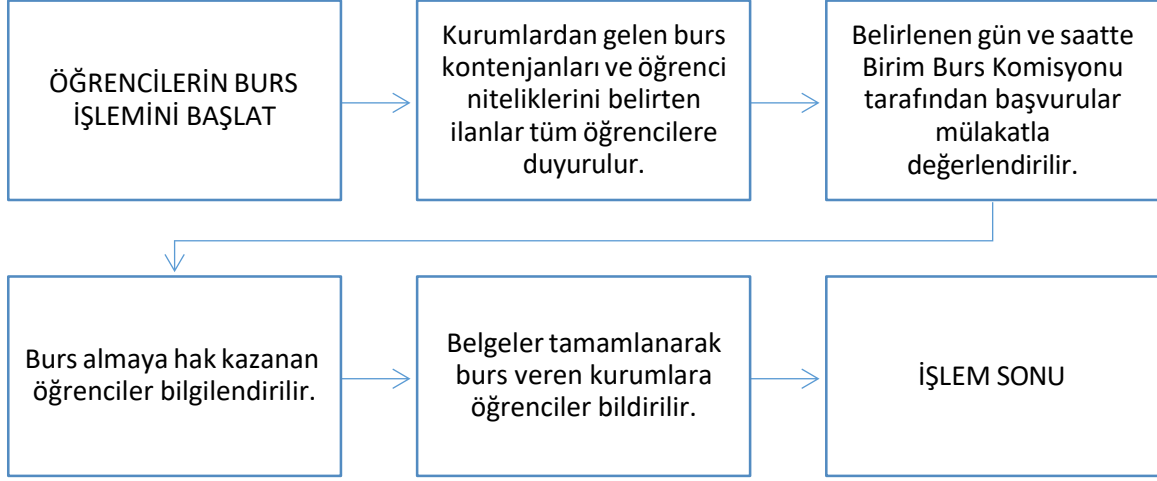 ÖĞRENCİLERİN BURS
İŞLEMİNİ BAŞLAT
Kurumlardan gelen burs
kontenjanları ve öğrenci
niteliklerini belirten
ilanlar tüm öğrencilere
duyurulur.
Belirlenen gün ve saatte
Birim Burs Komisyonu
tarafından başvurular
mülakatla
değerlendirilir.
Burs almaya hak kazanan
öğrenciler bilgilendirilir.
Belgeler tamamlanarak
burs veren kurumlara
öğrenciler bildirilir.
İŞLEM SONU